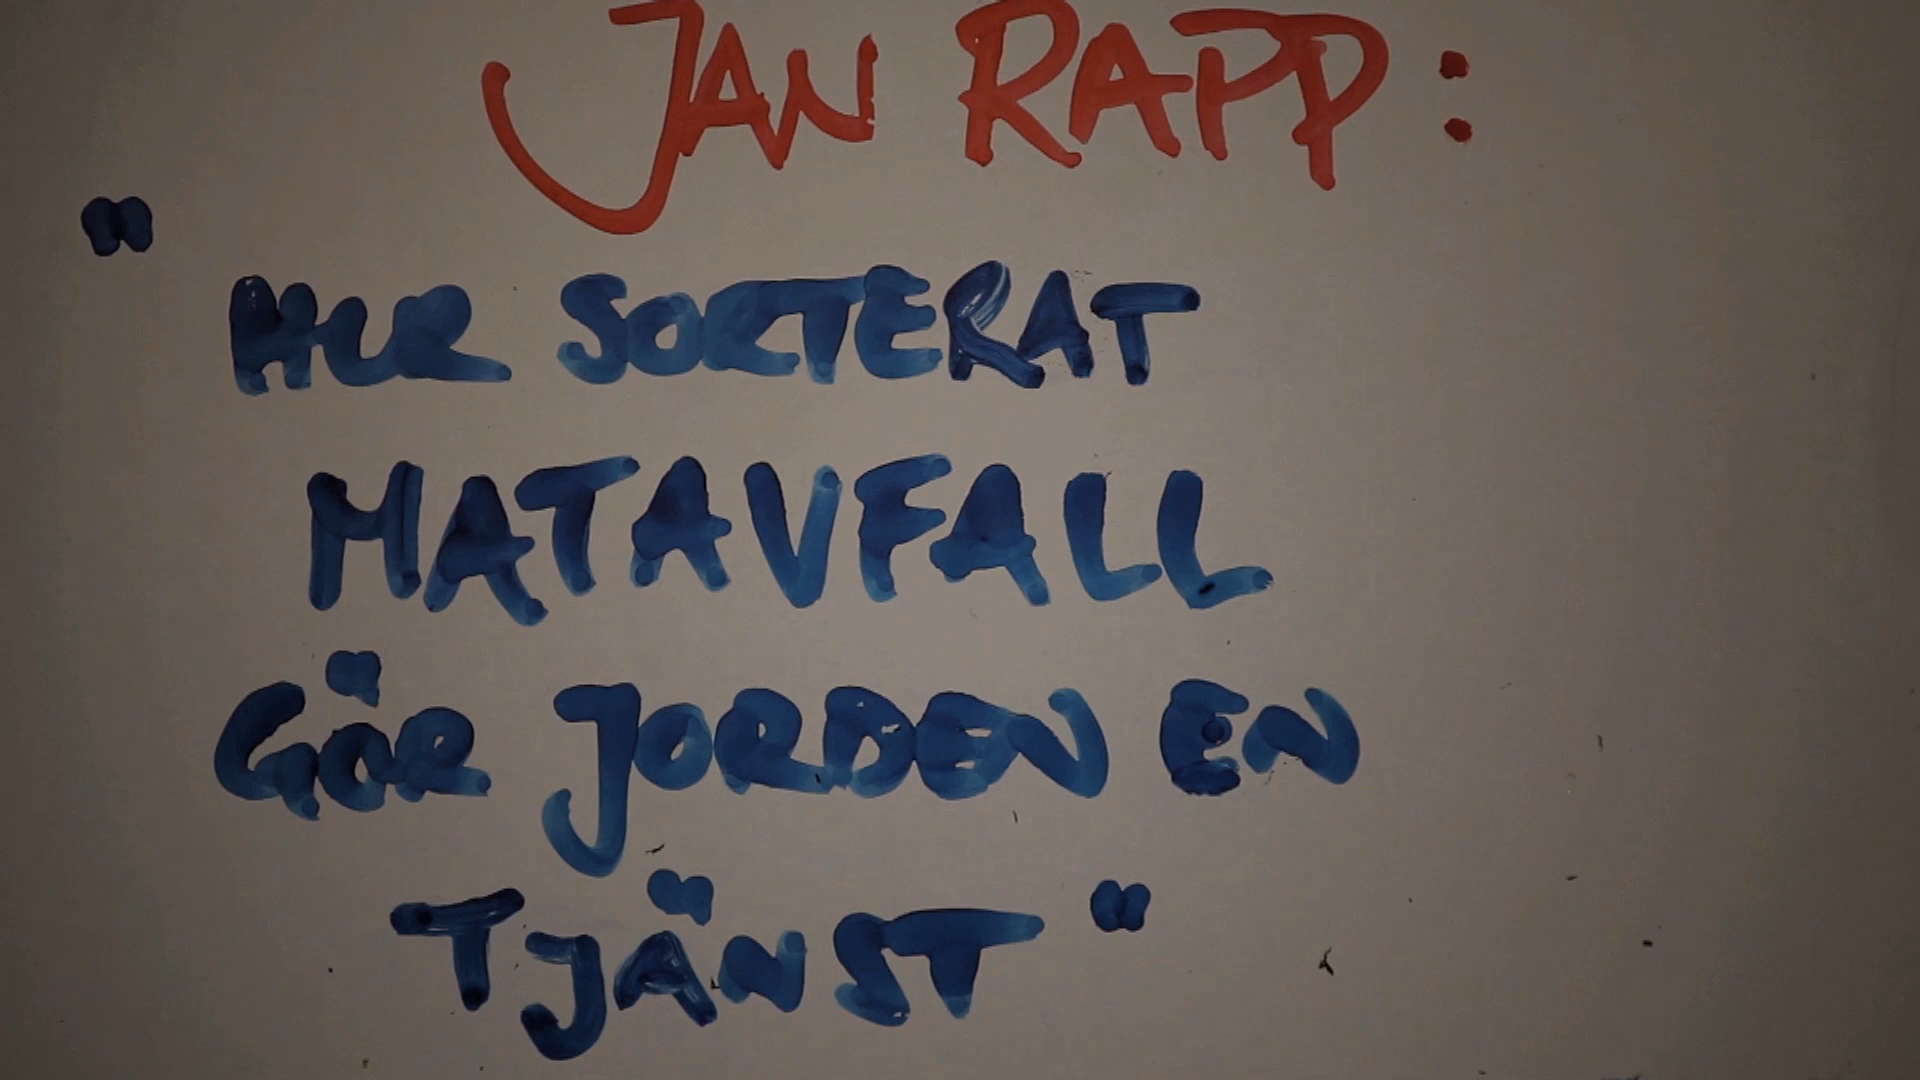 JAN RAPP:
"HUR SORTERAT
MATAVFALL
GÖR JORDEN EN
TJÄNST"